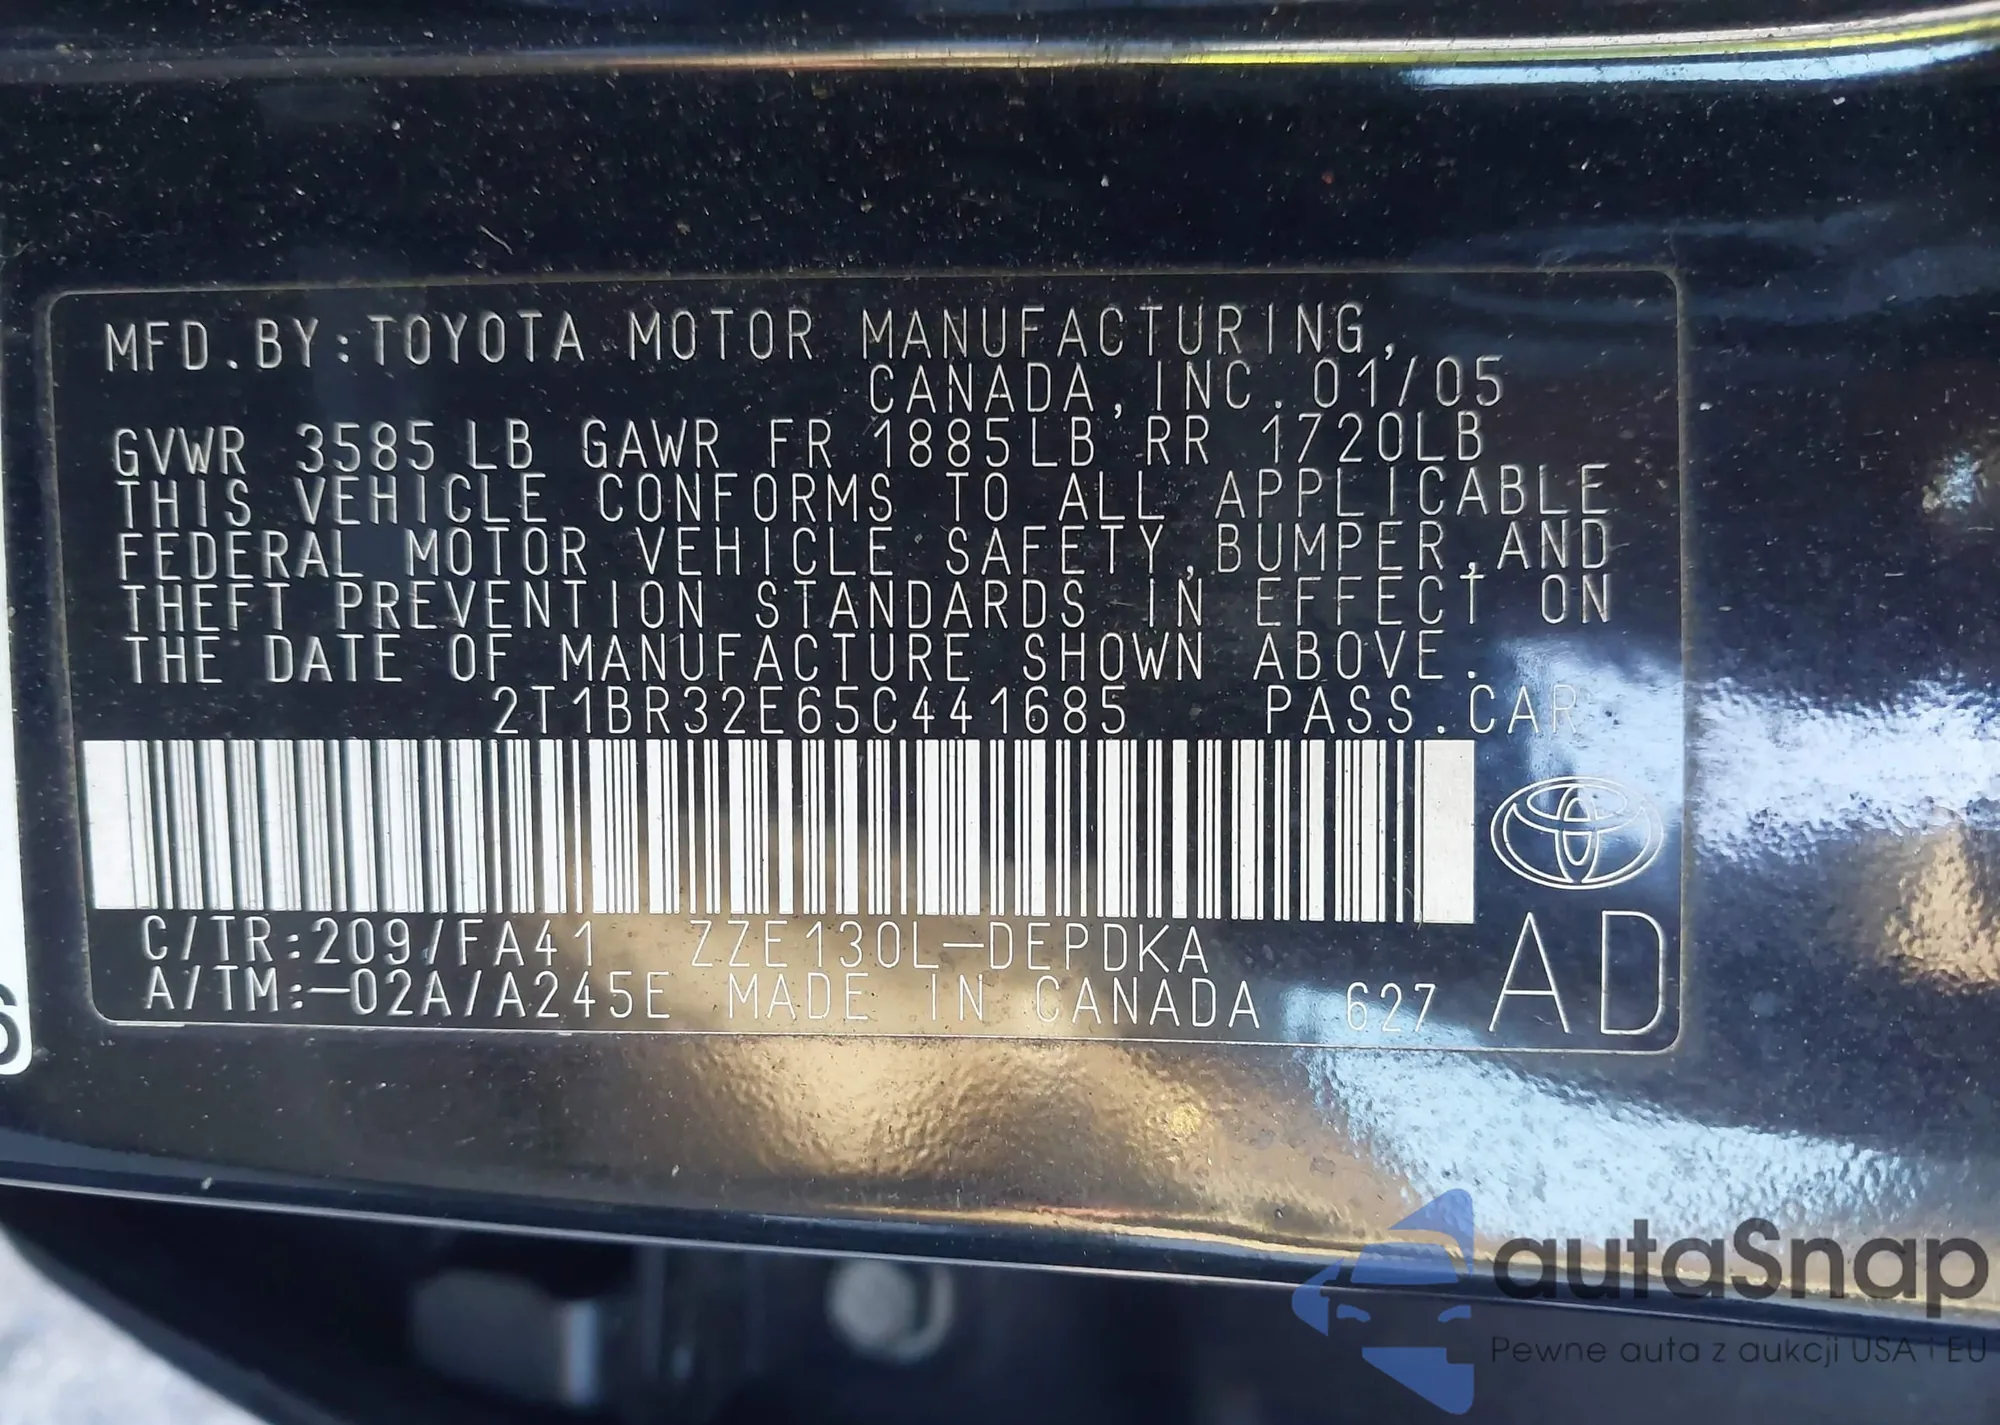 MFD.BY:TOYOTA MOTOR MANUFACTURING,
CANADA,INC.01/05
GVWR 3585LB GAWR FR 1885LB RR 1720LB
THIS VEHICLE CONFORMS TO ALL APPLICABLE
FEDERAL MOTOR VEHICLE SAFETY,BUMPER,AND
THEFT PREVENTION STANDARDS IN EFFECT ON
THE DATE OF MANUFACTURE SHOWN ABOVE.
2T1BR32E65C441685 PASS.CAR
C/TR:209/FA41 ZZE130L-DEPDKA
A/TM:-02A/A245E MADE IN CANADA 627
AD
6
autaSnap
Pewne auta z aukcji USA i EU